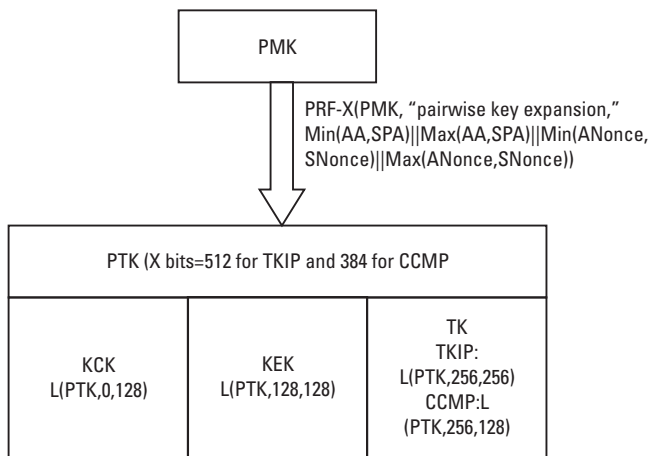 PMK
PRF-X(PMK, “pairwise key expansion,”
Min(AA,SPA)||Max(AA,SPA)||Min(ANonce,
SNonce)||Max(ANonce,SNonce))
PTK (X bits=512 for TKIP and 384 for CCMP
KCK
L(PTK,0,128)
KEK
L(PTK,128,128)
TK
TKIP:
L(PTK,256,256)
CCMP:L
(PTK,256,128)